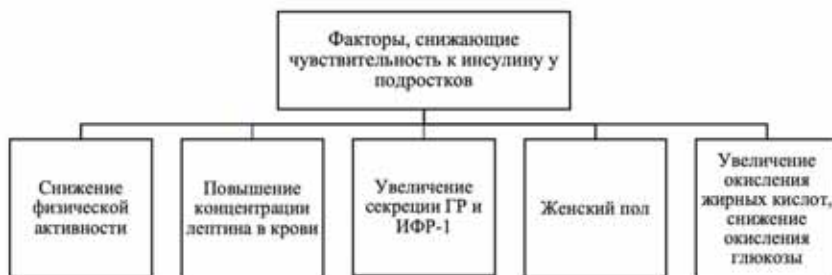 Факторы, снижающие
чувствительность к инсулину у
подростков
Снижение
физической
активности
Повышение
концентрации
лептина в крови
Увеличение
секреции ГР и
ИФР-1
Женский пол
Увеличение
окисления
жирных кислот,
снижение
окисления
глюкозы